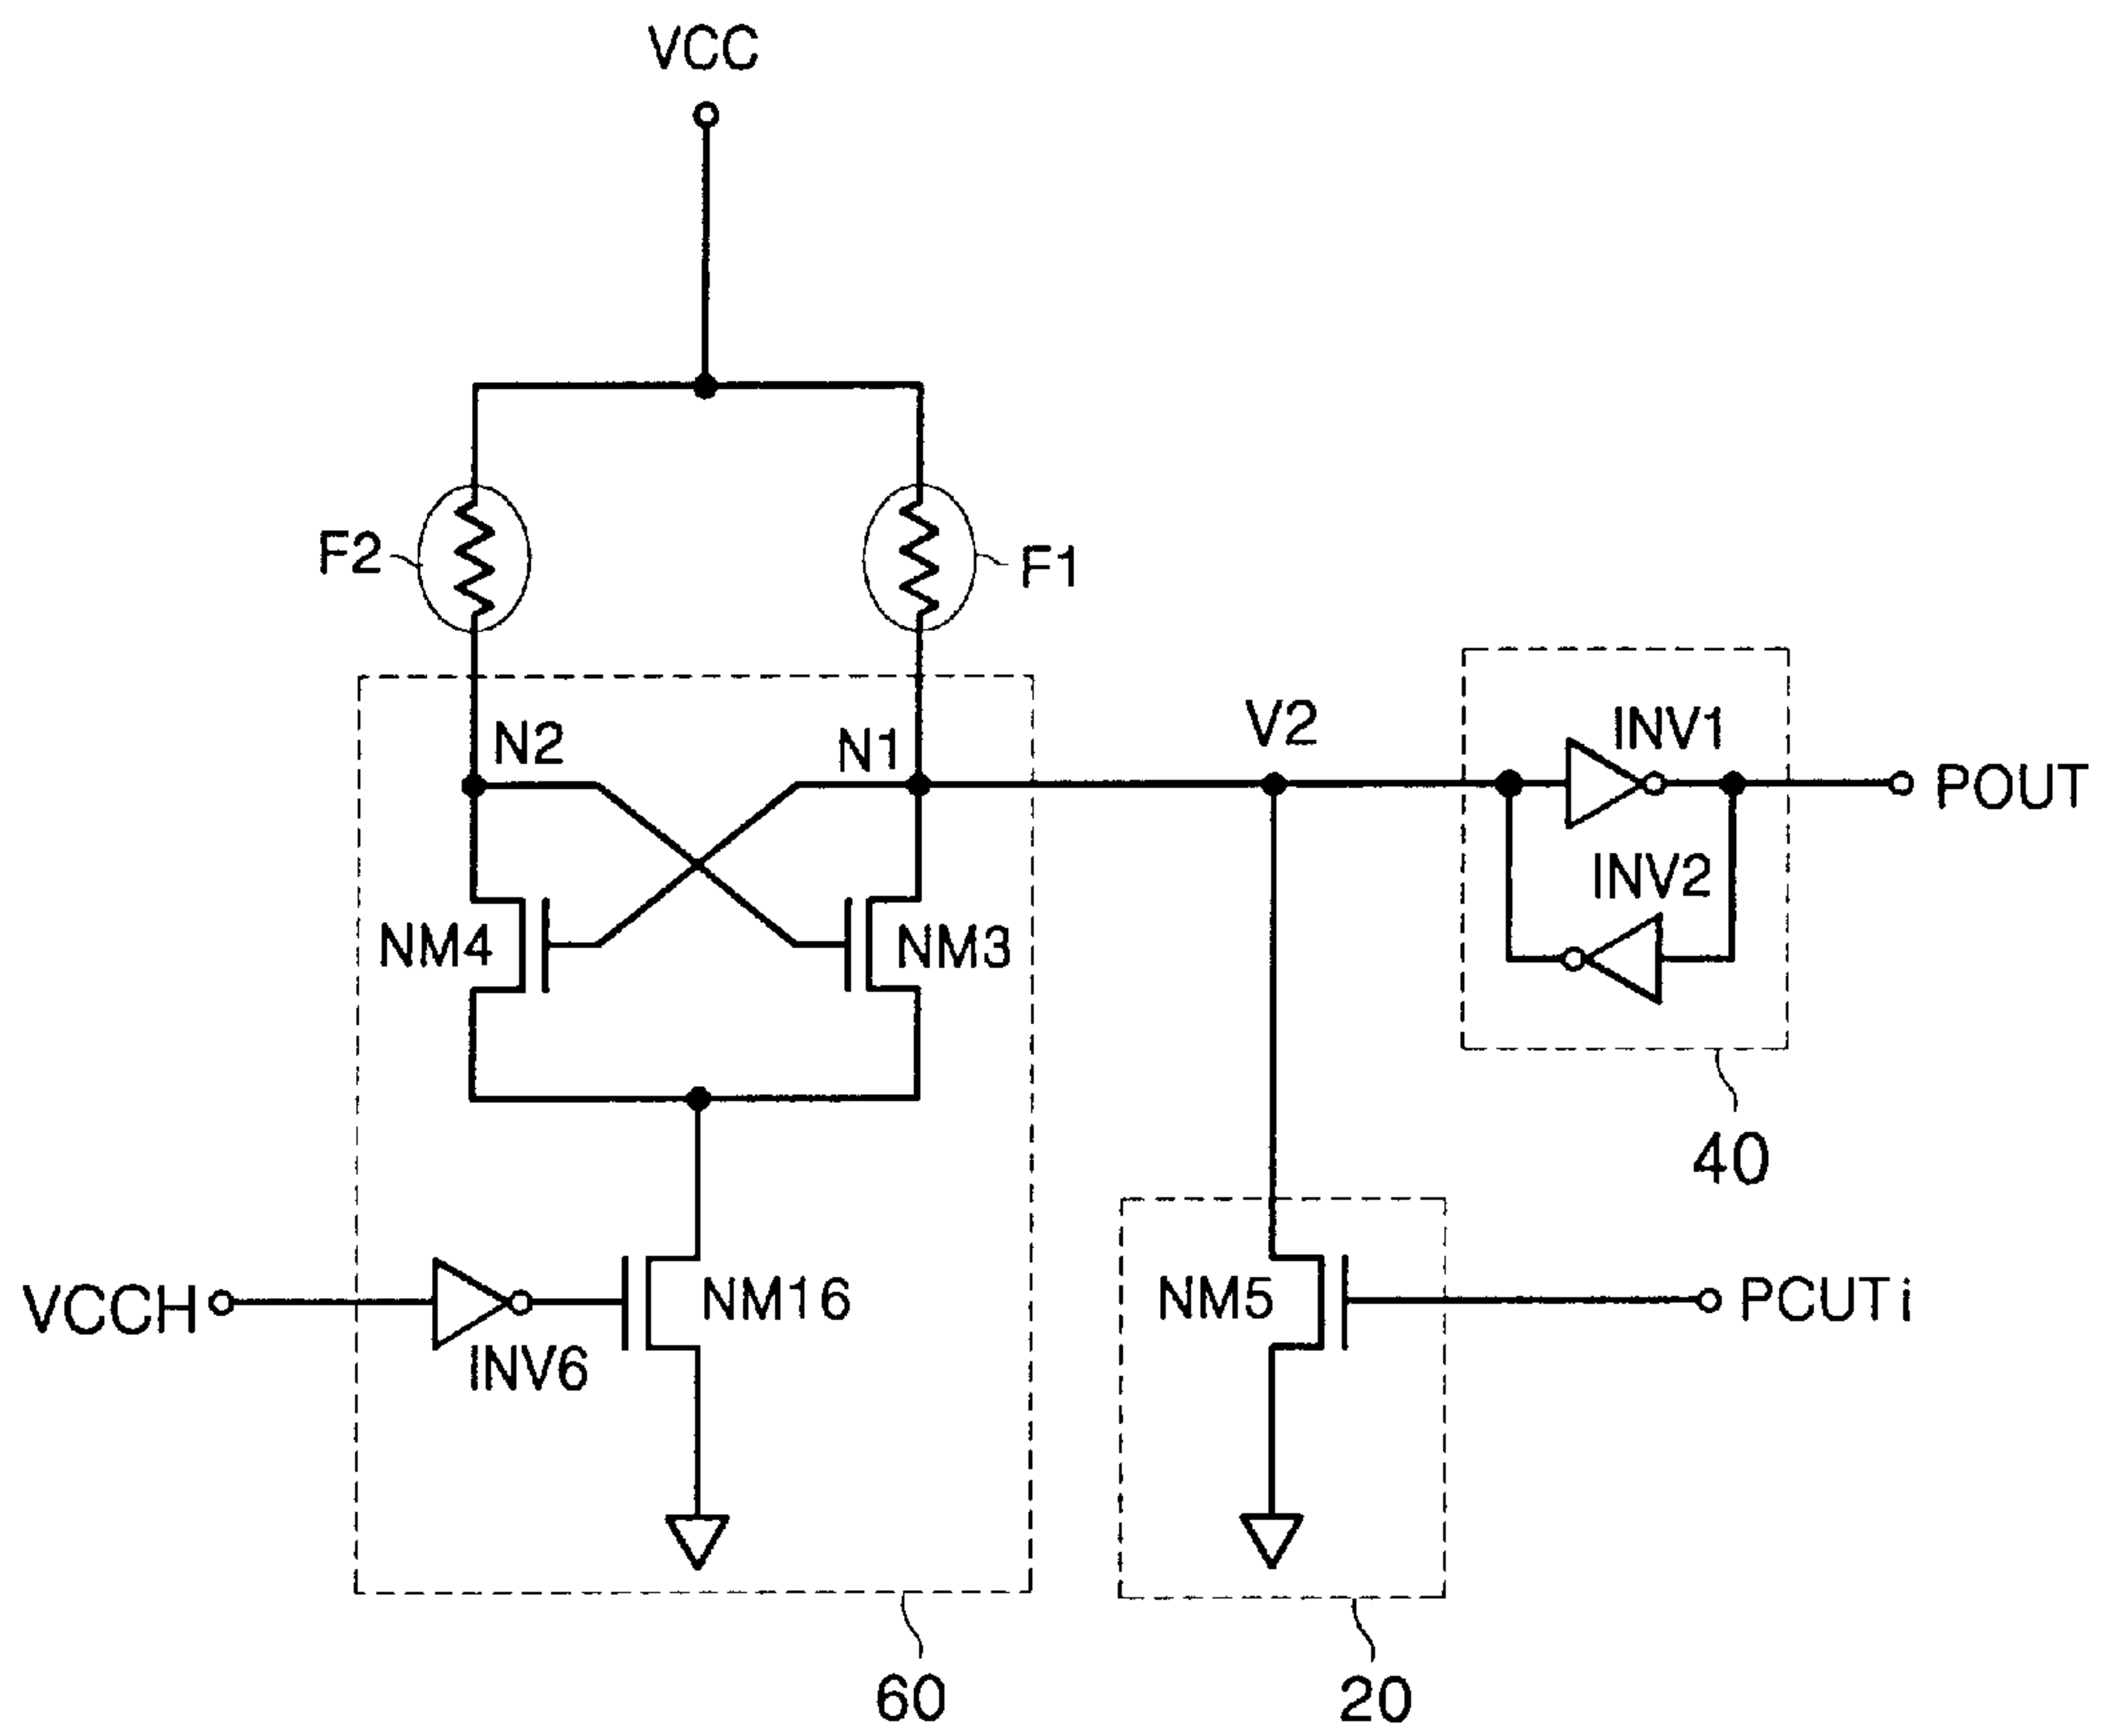 VCC
F2
F1
N2
N1
V2
INV1
POUT
INV2
NM4
NM3
40
VCCH
INV6
NM16
NM5
PCUTi
60
20